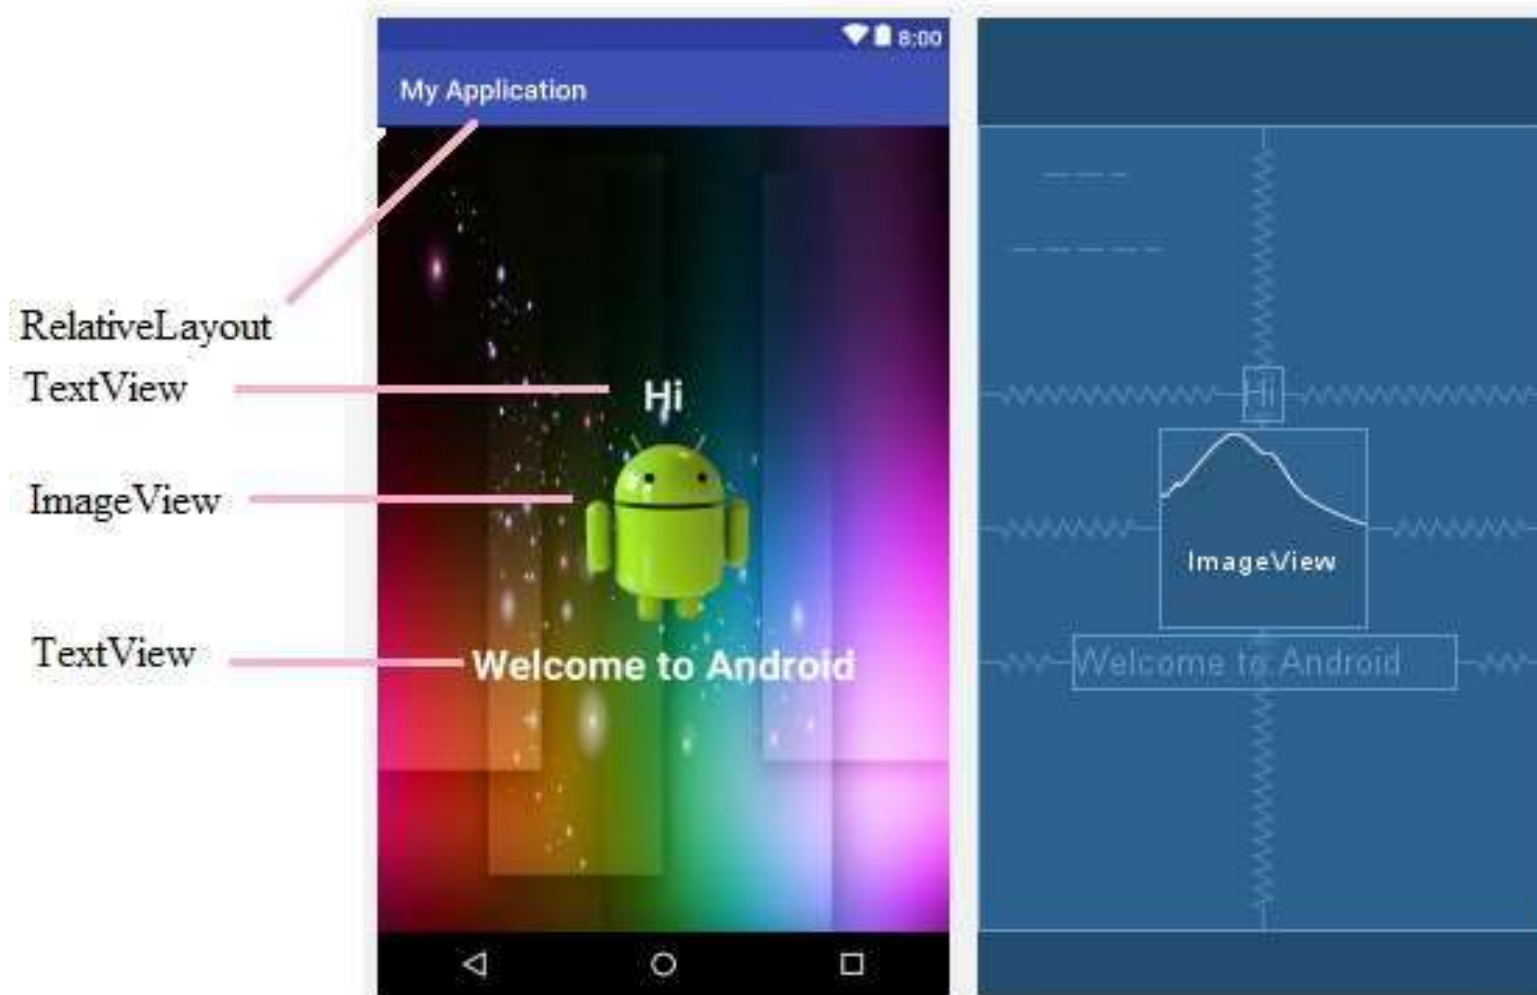 8:00
My Application
RelativeLayout
TextView
Hi
Hi
ImageView
ImageView
TextView
Welcome to Android
Welcome to Android